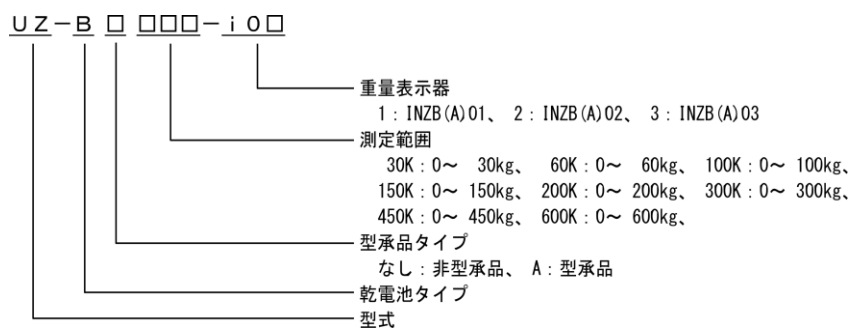 ＵＺ－Ｂ □ □□□－ｉ０□
重量表示器
1：INZB(A)01、 2：INZB(A)02、 3：INZB(A)03
測定範囲
30K：0～ 30kg、 60K：0～ 60kg、 100K：0～ 100kg、
150K：0～ 150kg、 200K：0～ 200kg、 300K：0～ 300kg、
450K：0～ 450kg、 600K：0～ 600kg、
型承品タイプ
なし：非型承品、 A：型承品
乾電池タイプ
型式